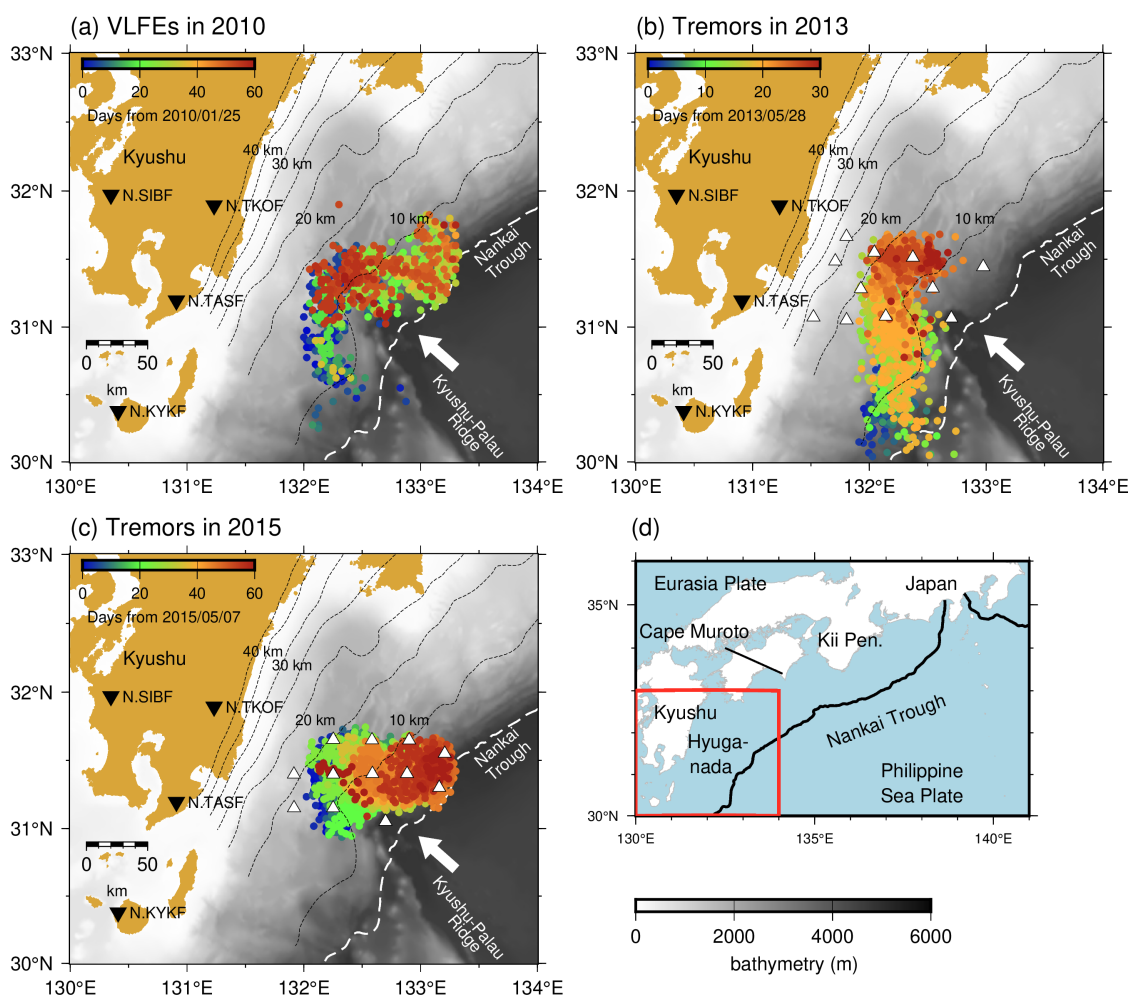 (a) VLFEs in 2010
33°N
32°N
31°N
30°N
130°E
131°E
132°E
133°E
134°E
0
20
40
60
Days from 2010/01/25
Kyushu
40 km
30 km
20 km
10 km
N.SIBF
N.TKOF
N.TASF
N.KYKF
0
50
km
Nankai
Trough
Kyushu-Palau
Ridge
(b) Tremors in 2013
33°N
32°N
31°N
30°N
130°E
131°E
132°E
133°E
134°E
0
10
20
30
Days from 2013/05/28
Kyushu
40 km
30 km
20 km
10 km
N.SIBF
N.TKOF
N.TASF
N.KYKF
0
50
km
Nankai
Trough
Kyushu-Palau
Ridge
(c) Tremors in 2015
33°N
32°N
31°N
30°N
130°E
131°E
132°E
133°E
134°E
0
20
40
60
Days from 2015/05/07
Kyushu
40 km
30 km
20 km
10 km
N.SIBF
N.TKOF
N.TASF
N.KYKF
0
50
km
Nankai
Trough
Kyushu-Palau
Ridge
(d)
Eurasia Plate
Japan
35°N
Cape Muroto
Kii Pen.
Kyushu
Hyuga-
nada
Nankai Trough
Philippine
Sea Plate
30°N
130°E
135°E
140°E
0
2000
4000
6000
bathymetry (m)